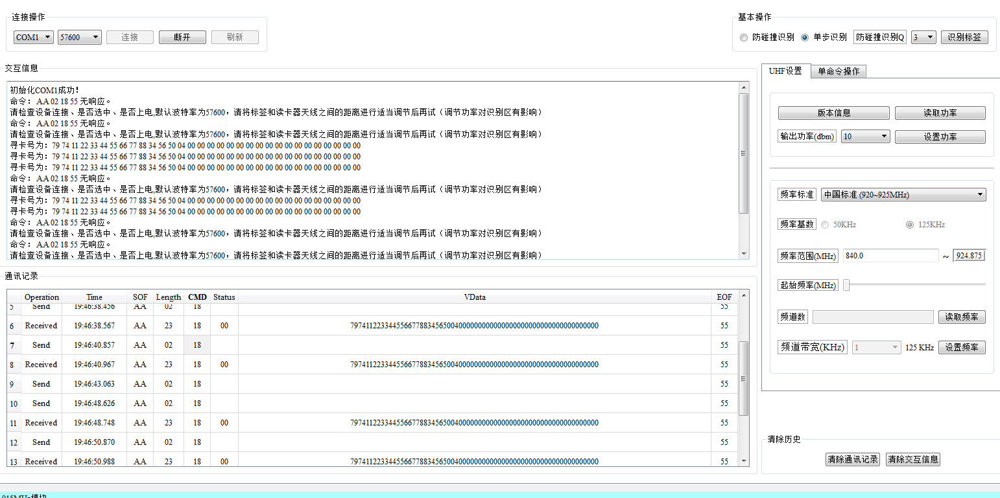 连接操作
COM1 57600 连接 断开 刷新
基本操作
防碰撞识别 单步识别 防碰撞识别Q 3 识别标签
交互信息
初始化COM1成功!
命令: AA 02 18 55 无响应。
请检查设备连接、是否选中、是否上电,默认波特率为57600，请将标签和读卡器天线之间的距离进行适当调节后再试（调节功率对识别区有影响）
命令: AA 02 18 55 无响应。
请检查设备连接、是否选中、是否上电,默认波特率为57600，请将标签和读卡器天线之间的距离进行适当调节后再试（调节功率对识别区有影响）
寻卡号为: 79 74 11 22 33 44 55 66 77 88 34 56 50 04 00 00 00 00 00 00 00 00 00 00 00 00 00 00 00 00 00 00
寻卡号为: 79 74 11 22 33 44 55 66 77 88 34 56 50 04 00 00 00 00 00 00 00 00 00 00 00 00 00 00 00 00 00 00
寻卡号为: 79 74 11 22 33 44 55 66 77 88 34 56 50 04 00 00 00 00 00 00 00 00 00 00 00 00 00 00 00 00 00 00
命令: AA 02 18 55 无响应。
请检查设备连接、是否选中、是否上电,默认波特率为57600，请将标签和读卡器天线之间的距离进行适当调节后再试（调节功率对识别区有影响）
寻卡号为: 79 74 11 22 33 44 55 66 77 88 34 56 50 04 00 00 00 00 00 00 00 00 00 00 00 00 00 00 00 00 00 00
寻卡号为: 79 74 11 22 33 44 55 66 77 88 34 56 50 04 00 00 00 00 00 00 00 00 00 00 00 00 00 00 00 00 00 00
命令: AA 02 18 55 无响应。
请检查设备连接、是否选中、是否上电,默认波特率为57600，请将标签和读卡器天线之间的距离进行适当调节后再试（调节功率对识别区有影响）
命令: AA 02 18 55 无响应。
请检查设备连接、是否选中、是否上电,默认波特率为57600，请将标签和读卡器天线之间的距离进行适当调节后再试（调节功率对识别区有影响）
通讯记录
Operation Time SOF Length CMD Status VData EOF
5 Send 19:46:38.456 AA 02 18 55
6 Received 19:46:38.567 AA 23 18 00 7974112233445566778834565004000000000000000000000000000000000000 55
7 Send 19:46:40.857 AA 02 18 55
8 Received 19:46:40.967 AA 23 18 00 7974112233445566778834565004000000000000000000000000000000000000 55
9 Send 19:46:43.063 AA 02 18 55
10 Send 19:46:48.626 AA 02 18 55
11 Received 19:46:48.748 AA 23 18 00 7974112233445566778834565004000000000000000000000000000000000000 55
12 Send 19:46:50.870 AA 02 18 55
13 Received 19:46:50.988 AA 23 18 00 7974112233445566778834565004000000000000000000000000000000000000 55
UHF设置 单命令操作
版本信息 读取功率
输出功率(dbm) 10 设置功率
频率标准 中国标准 (920~925MHz)
频率基数 50KHz 125KHz
频率范围(MHz) 840.0 ~ 924.875
起始频率(MHz)
频道数 读取频率
频道带宽(KHz) 1 125 KHz 设置频率
清除历史
清除通讯记录 清除交互信息
915MHz模块